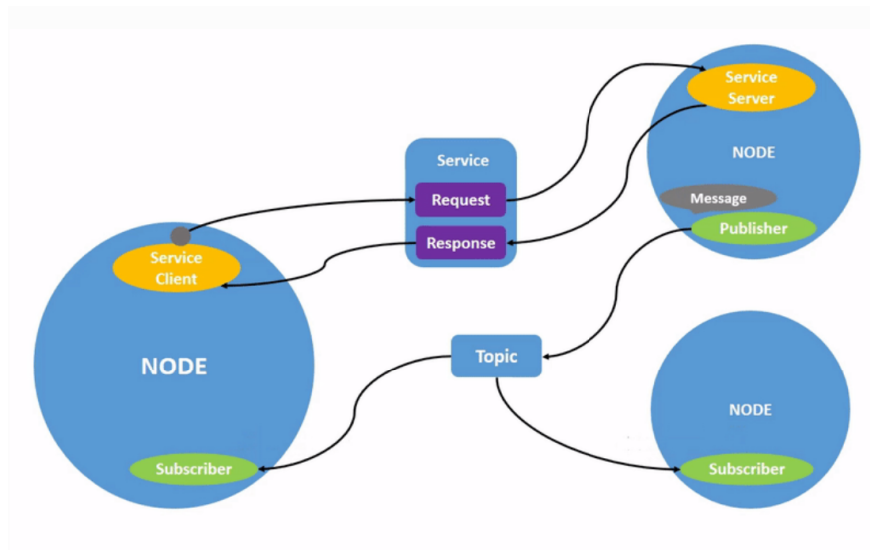 Service
Server
NODE
Message
Publisher
Service
Request
Response
Service
Client
NODE
Subscriber
Topic
NODE
Subscriber